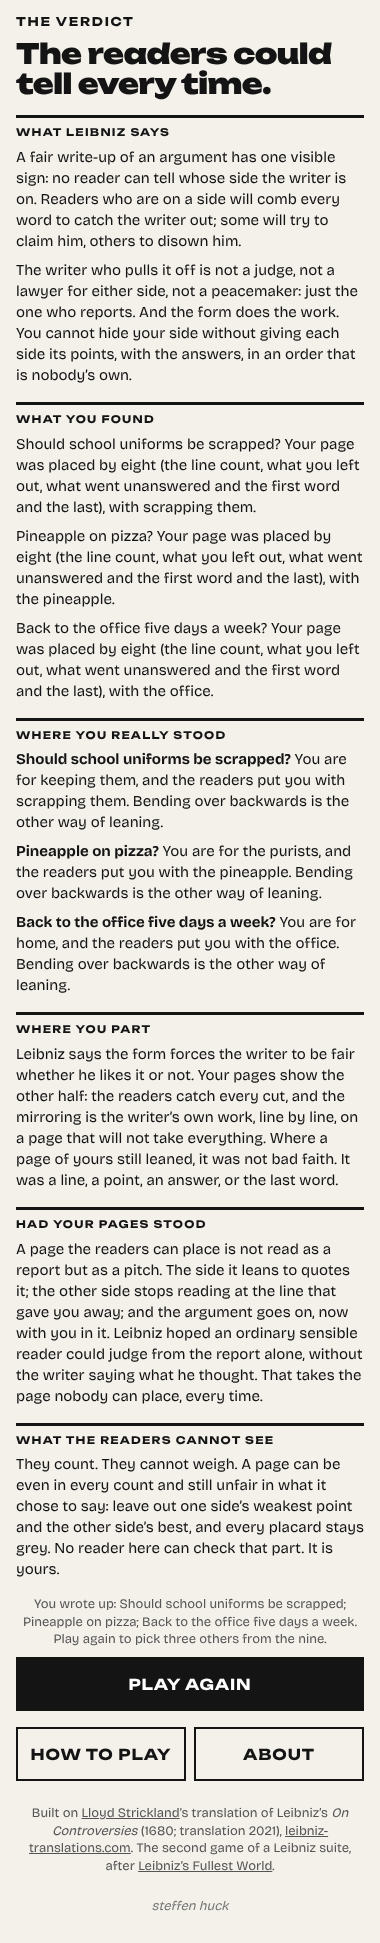 THE VERDICT
The readers could
tell every time.
WHAT LEIBNIZ SAYS
A fair write-up of an argument has one visible
sign: no reader can tell whose side the writer is
on. Readers who are on a side will comb every
word to catch the writer out; some will try to
claim him, others to disown him.
The writer who pulls it off is not a judge, not a
lawyer for either side, not a peacemaker: just the
one who reports. And the form does the work.
You cannot hide your side without giving each
side its points, with the answers, in an order that
is nobody's own.
WHAT YOU FOUND
Should school uniforms be scrapped? Your page
was placed by eight (the line count, what you left
out, what went unanswered and the first word
and the last), with scrapping them.
Pineapple on pizza? Your page was placed by
eight (the line count, what you left out, what went
unanswered and the first word and the last), with
the pineapple.
Back to the office five days a week? Your page
was placed by eight (the line count, what you left
out, what went unanswered and the first word
and the last), with the office.
WHERE YOU REALLY STOOD
Should school uniforms be scrapped? You are
for keeping them, and the readers put you with
scrapping them. Bending over backwards is the
other way of leaning.
Pineapple on pizza? You are for the purists, and
the readers put you with the pineapple. Bending
over backwards is the other way of leaning.
Back to the office five days a week? You are for
home, and the readers put you with the office.
Bending over backwards is the other way of
leaning.
WHERE YOU PART
Leibniz says the form forces the writer to be fair
whether he likes it or not. Your pages show the
other half: the readers catch every cut, and the
mirroring is the writer's own work, line by line, on
a page that will not take everything. Where a
page of yours still leaned, it was not bad faith. It
was a line, a point, an answer, or the last word.
HAD YOUR PAGES STOOD
A page the readers can place is not read as a
report but as a pitch. The side it leans to quotes
it; the other side stops reading at the line that
gave you away; and the argument goes on, now
with you in it. Leibniz hoped an ordinary sensible
reader could judge from the report alone, without
the writer saying what he thought. That takes the
page nobody can place, every time.
WHAT THE READERS CANNOT SEE
They count. They cannot weigh. A page can be
even in every count and still unfair in what it
chose to say: leave out one side's weakest point
and the other side's best, and every placard stays
grey. No reader here can check that part. It is
yours.
You wrote up: Should school uniforms be scrapped;
Pineapple on pizza; Back to the office five days a week.
Play again to pick three others from the nine.
PLAY AGAIN
HOW TO PLAY
ABOUT
Built on Lloyd Strickland's translation of Leibniz's On
Controversies (1680; translation 2021), leibniz-
translations.com. The second game of a Leibniz suite,
after Leibniz's Fullest World.
steffen huck